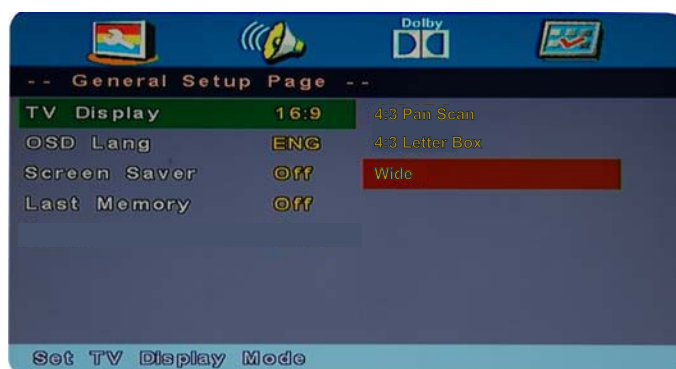 Dolby
-- General Setup Page --
TV Display 16:9 4:3 Pan Scan
OSD Lang ENG 4:3 Letter Box
Screen Saver Off Wide
Last Memory Off
Set TV Display Mode